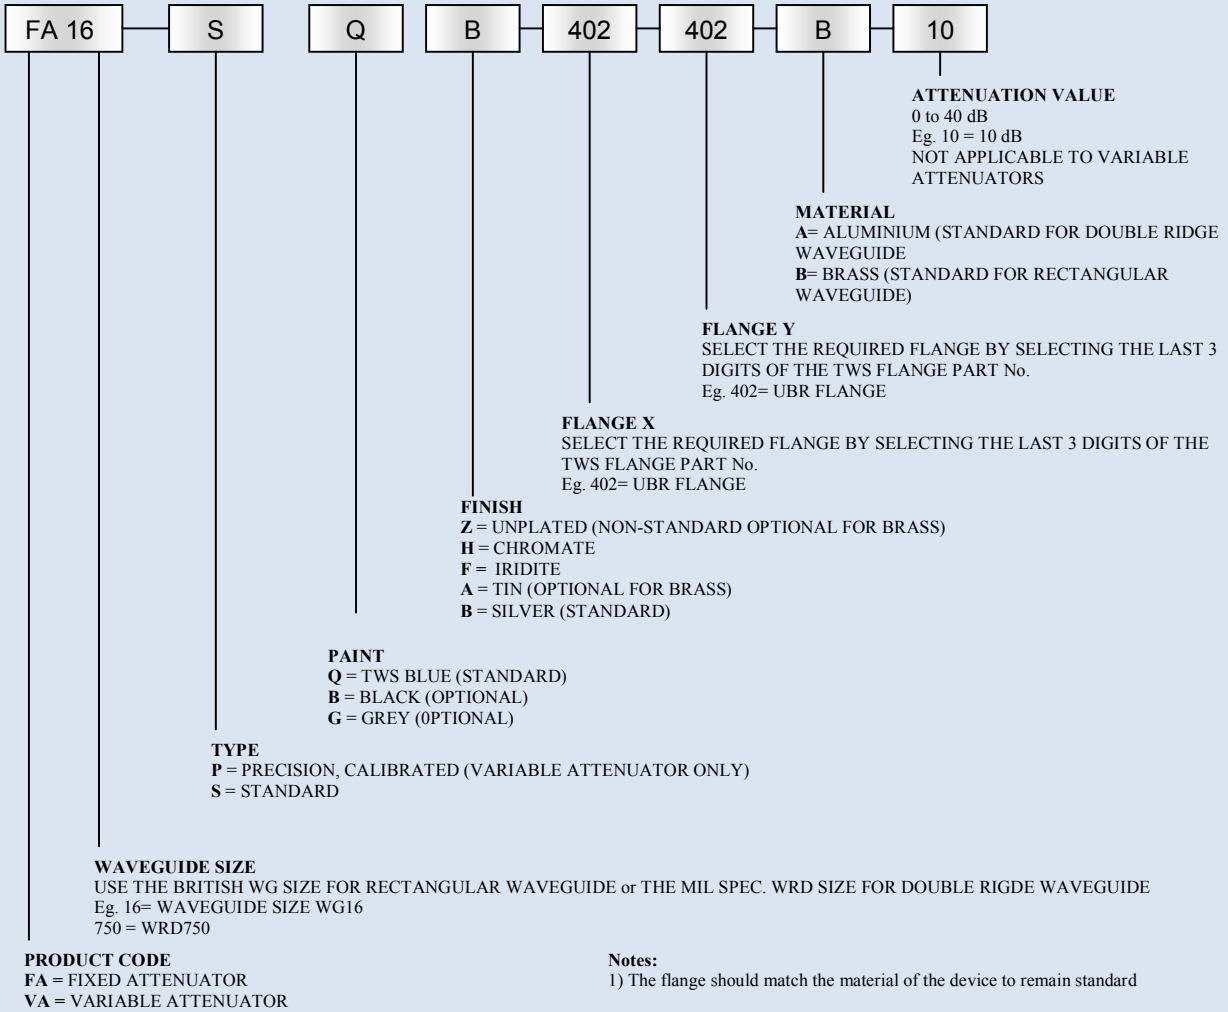 FA 16 S Q B 402 402 B 10
ATTENUATION VALUE
0 to 40 dB
Eg. 10 = 10 dB
NOT APPLICABLE TO VARIABLE
ATTENUATORS
MATERIAL
A= ALUMINIUM (STANDARD FOR DOUBLE RIDGE
WAVEGUIDE
B= BRASS (STANDARD FOR RECTANGULAR
WAVEGUIDE)
FLANGE Y
SELECT THE REQUIRED FLANGE BY SELECTING THE LAST 3
DIGITS OF THE TWS FLANGE PART No.
Eg. 402= UBR FLANGE
FLANGE X
SELECT THE REQUIRED FLANGE BY SELECTING THE LAST 3 DIGITS OF THE
TWS FLANGE PART No.
Eg. 402= UBR FLANGE
FINISH
Z = UNPLATED (NON-STANDARD OPTIONAL FOR BRASS)
H = CHROMATE
F = IRIDITE
A = TIN (OPTIONAL FOR BRASS)
B = SILVER (STANDARD)
PAINT
Q = TWS BLUE (STANDARD)
B = BLACK (OPTIONAL)
G = GREY (0PTIONAL)
TYPE
P = PRECISION, CALIBRATED (VARIABLE ATTENUATOR ONLY)
S = STANDARD
WAVEGUIDE SIZE
USE THE BRITISH WG SIZE FOR RECTANGULAR WAVEGUIDE or THE MIL SPEC. WRD SIZE FOR DOUBLE RIGDE WAVEGUIDE
Eg. 16= WAVEGUIDE SIZE WG16
750 = WRD750
PRODUCT CODE
FA = FIXED ATTENUATOR
VA = VARIABLE ATTENUATOR
Notes:
1) The flange should match the material of the device to remain standard